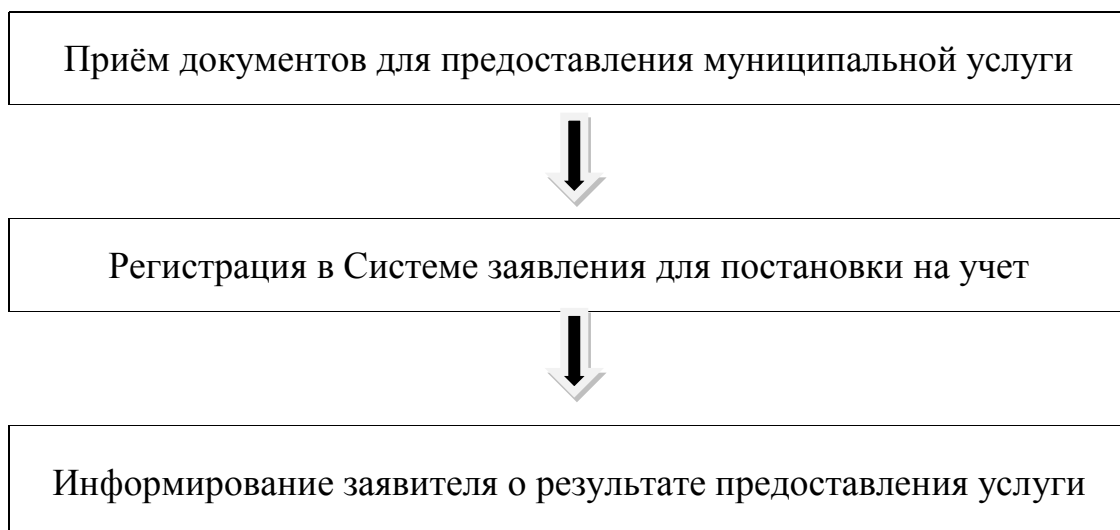 Приём документов для предоставления муниципальной услуги
Регистрация в Системе заявления для постановки на учет
Информирование заявителя о результате предоставления услуги